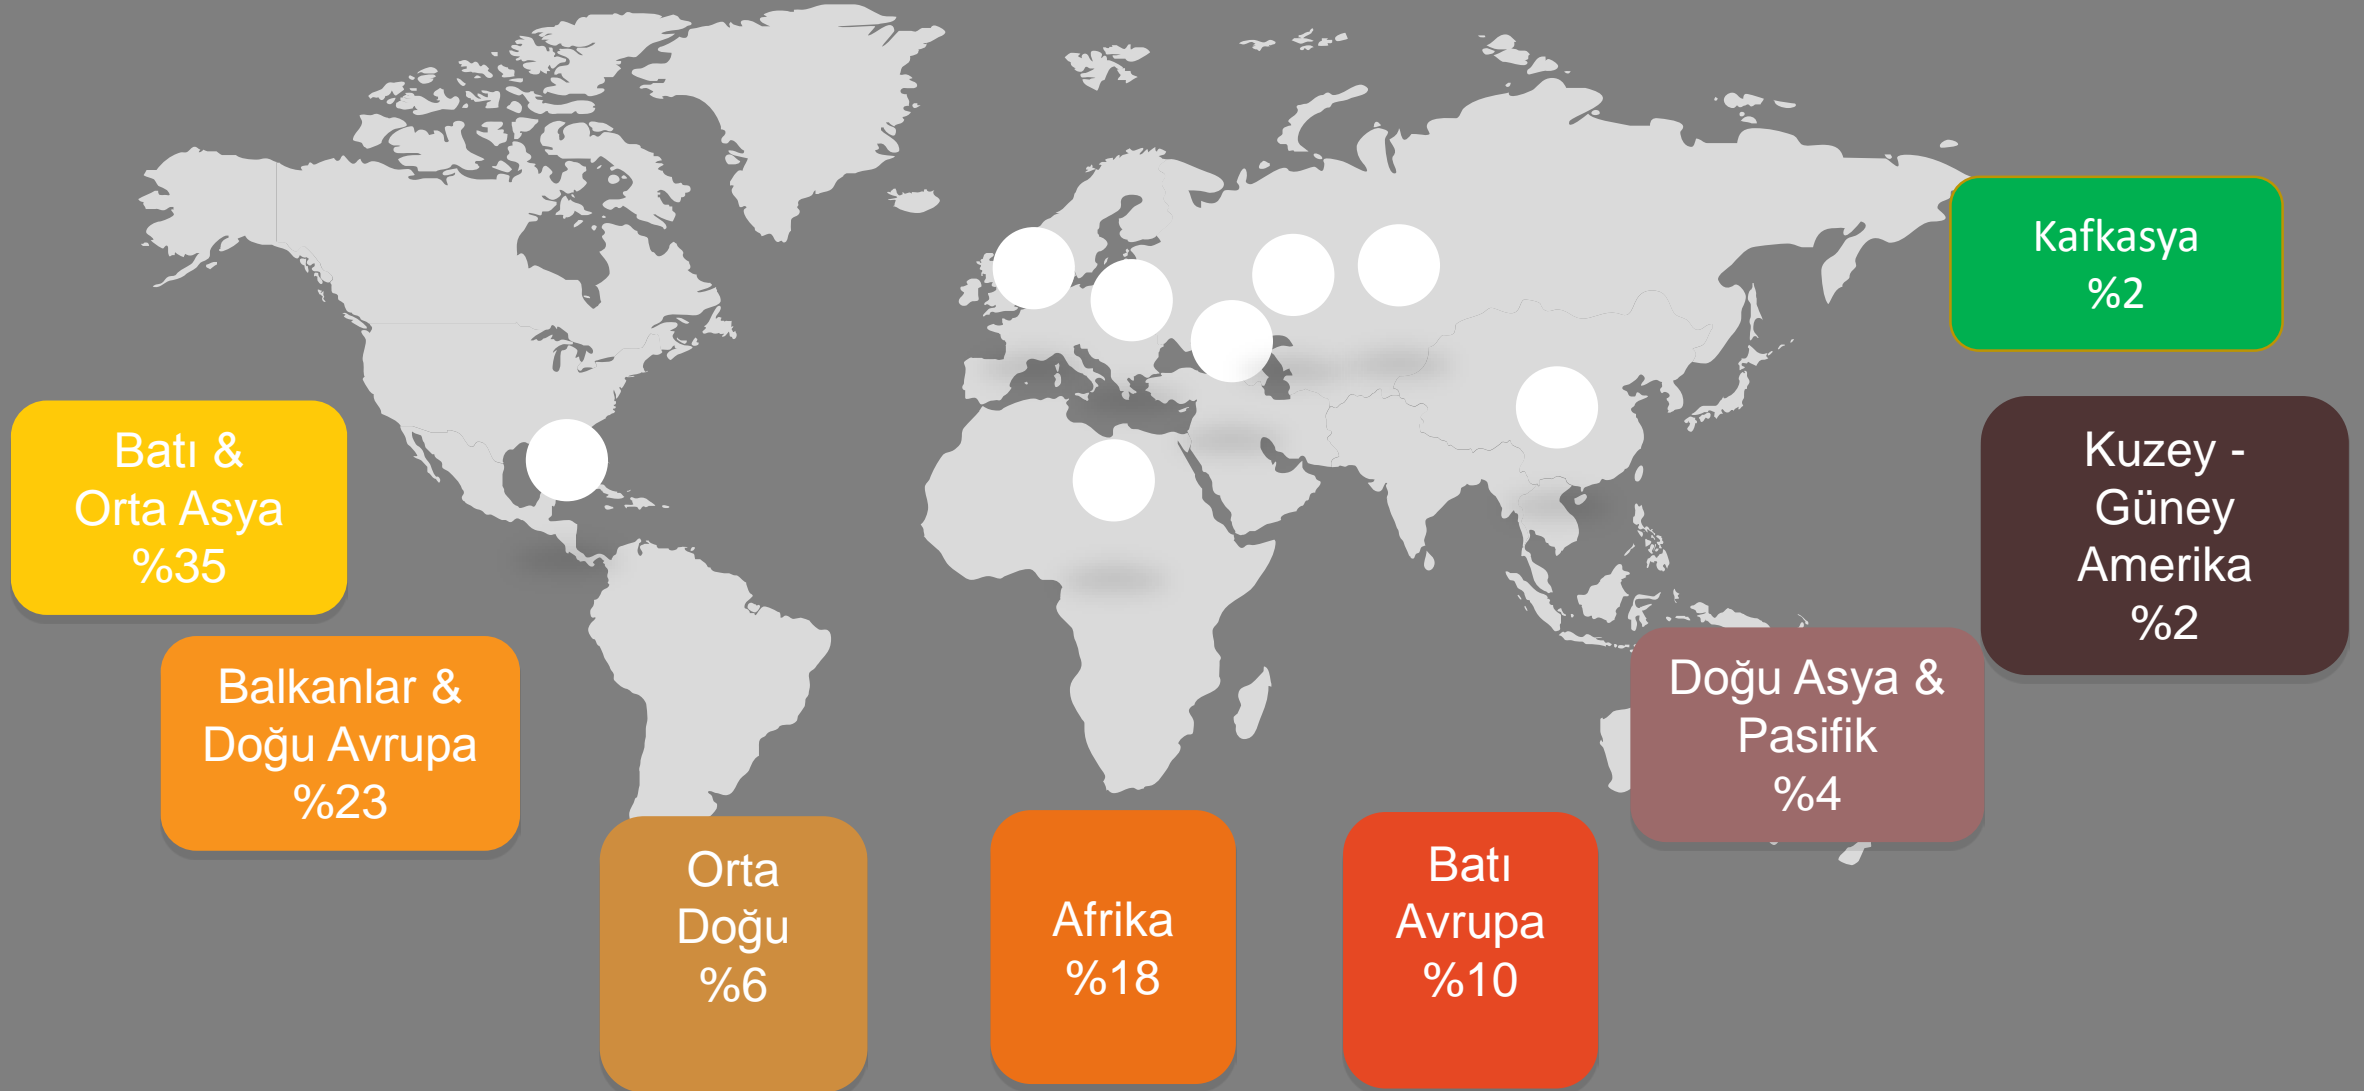 Kafkasya
%2
Batı &
Orta Asya
%35
Kuzey -
Güney
Amerika
%2
Balkanlar &
Doğu Avrupa
%23
Doğu Asya &
Pasifik
%4
Orta
Doğu
%6
Afrika
%18
Batı
Avrupa
%10